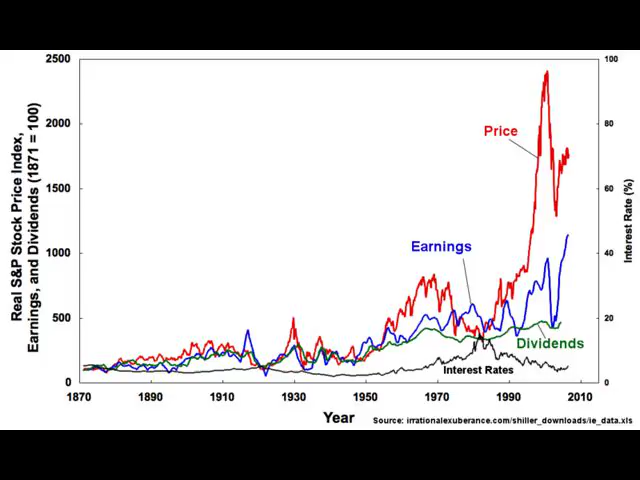 2500
2000
1500
1000
500
0
Real S&P Stock Price Index,
Earnings, and Dividends (1871 = 100)
100
80
60
40
20
0
Interest Rate (%)
Price
Earnings
Dividends
Interest Rates
1870 1890 1910 1930 1950 1970 1990 2010
Year
Source: irrationalexuberance.com/shiller_downloads/ie_data.xls